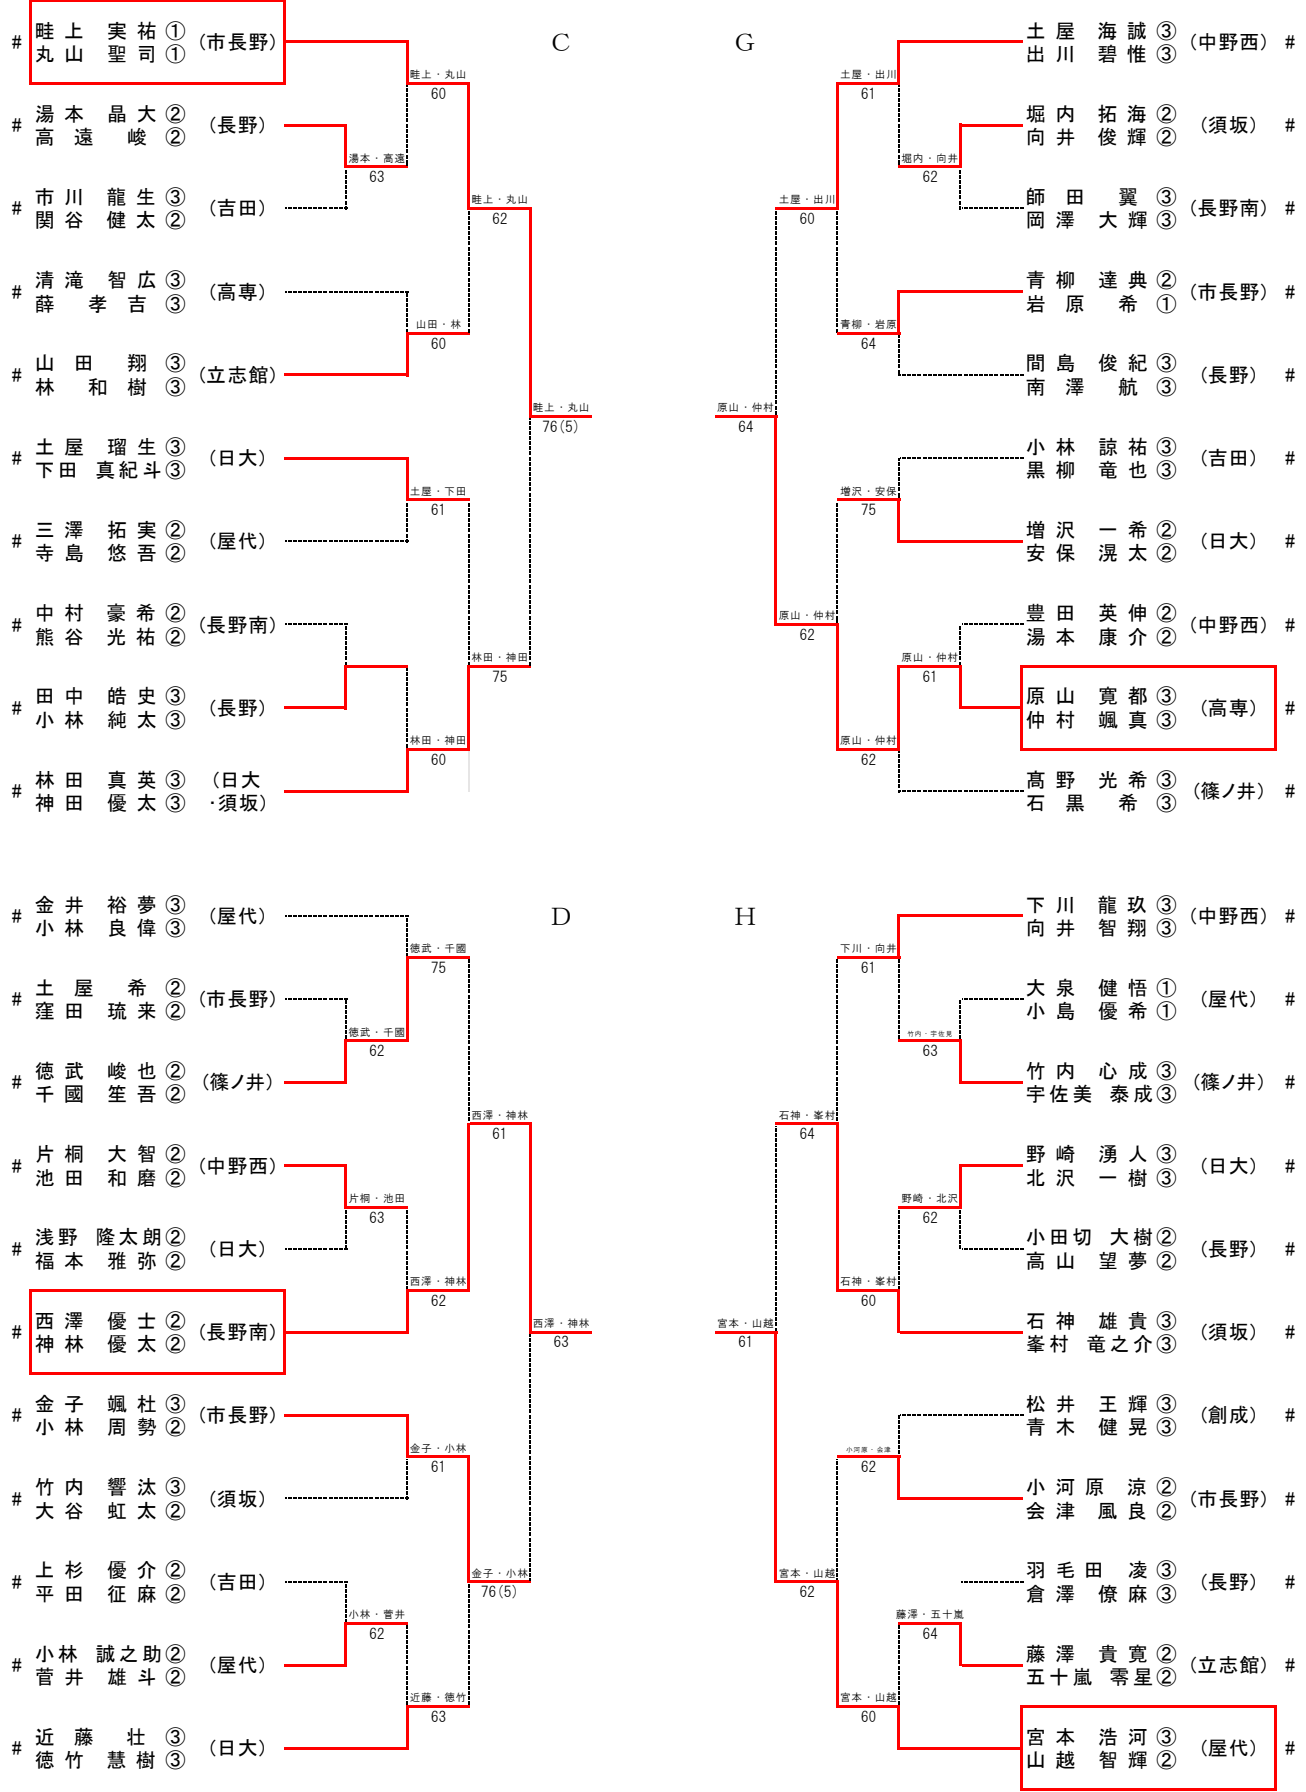 C
# 畦上 実祐① (市長野)
丸山 聖司①
畦上・丸山
60
# 湯本 晶大② (長野)
高遠 峻②
湯本・高遠
63
# 市川 龍生③ (吉田)
関谷 健太②
畦上・丸山
62
# 清滝 智広③ (高専)
薛 孝吉③
山田・林
60
# 山田 翔③ (立志館)
林 和樹③
畦上・丸山
76(5)
# 土屋 瑠生③ (日大)
下田 真紀斗③
土屋・下田
61
# 三澤 拓実② (屋代)
寺島 悠吾②
# 中村 豪希② (長野南)
熊谷 光祐②
林田・神田
75
# 田中 皓史③ (長野)
小林 純太③
林田・神田
60
# 林田 真英③ (日大
神田 優太③ ・須坂)
G
土屋 海誠③ (中野西) #
出川 碧惟③
土屋・出川
61
堀内 拓海② (須坂) #
向井 俊輝②
堀内・向井
62
師田 翼③ (長野南) #
岡澤 大輝③
土屋・出川
60
青柳 達典② (市長野) #
岩原 希①
青柳・岩原
64
間島 俊紀③ (長野) #
南澤 航③
原山・仲村
64
小林 諒祐③ (吉田) #
黒柳 竜也③
増沢・安保
75
増沢 一希② (日大) #
安保 滉太②
豊田 英伸② (中野西) #
湯本 康介②
原山・仲村
62
原山・仲村
61
原山 寛都③ (高専) #
仲村 颯真③
原山・仲村
62
髙野 光希③ (篠ノ井) #
石黒 希③
D
# 金井 裕夢③ (屋代)
小林 良偉③
徳武・千國
75
# 土屋 希② (市長野)
窪田 琉来②
徳武・千國
62
# 徳武 峻也② (篠ノ井)
千國 笙吾②
西澤・神林
61
# 片桐 大智② (中野西)
池田 和磨②
片桐・池田
63
# 浅野 隆太朗② (日大)
福本 雅弥②
西澤・神林
62
# 西澤 優士② (長野南)
神林 優太②
西澤・神林
63
# 金子 颯杜③ (市長野)
小林 周勢②
金子・小林
61
# 竹内 響汰③ (須坂)
大谷 虹太②
# 上杉 優介② (吉田)
平田 征麻②
金子・小林
76(5)
小林・菅井
62
# 小林 誠之助② (屋代)
菅井 雄斗②
近藤・徳竹
63
# 近藤 壮③ (日大)
徳竹 慧樹③
H
下川 龍玖③ (中野西) #
向井 智翔③
下川・向井
61
大泉 健悟① (屋代) #
小島 優希①
竹内・宇佐見
63
竹内 心成③ (篠ノ井) #
宇佐美 泰成③
石神・峯村
64
野崎 湧人③ (日大) #
北沢 一樹③
野崎・北沢
62
小田切 大樹② (長野) #
高山 望夢②
石神・峯村
60
石神 雄貴③ (須坂) #
峯村 竜之介③
宮本・山越
61
松井 王輝③ (創成) #
青木 健晃③
小河原・会津
62
小河原 涼② (市長野) #
会津 風良②
羽毛田 凌③ (長野) #
倉澤 僚麻③
宮本・山越
62
藤澤・五十嵐
64
藤澤 貴寛② (立志館) #
五十嵐 零星②
宮本・山越
60
宮本 浩河③ (屋代) #
山越 智輝②